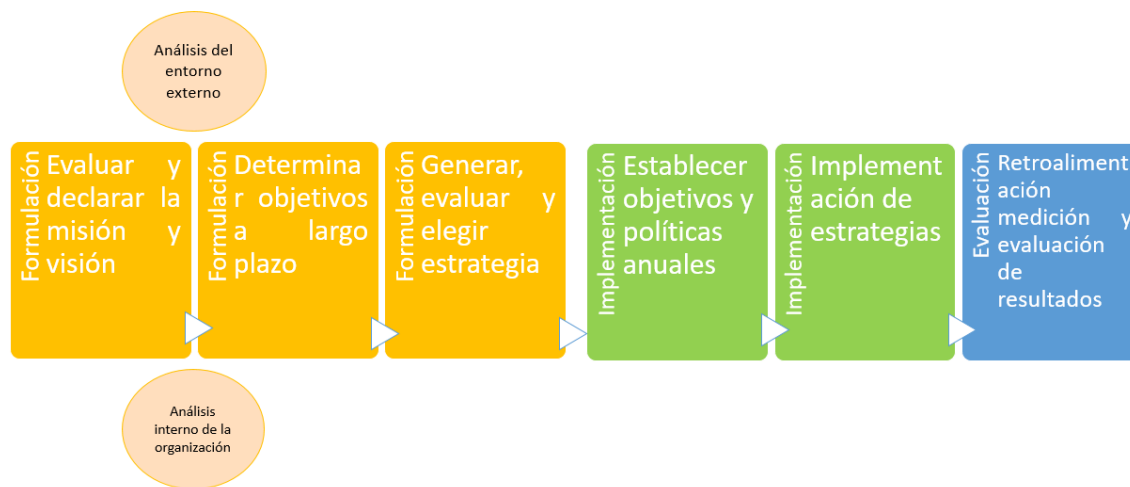 Análisis del
entorno
externo
Formulación
Evaluar y
declarar la
misión y
visión
Formulación
Determina
r objetivos
a largo
plazo
Formulación
Generar,
evaluar y
elegir
estrategia
Implementación
Establecer
objetivos y
políticas
anuales
Implementación
Implement
ación de
estrategias
Evaluación
Retroaliment
ación
medición y
evaluación
de
resultados
Análisis
interno de la
organización